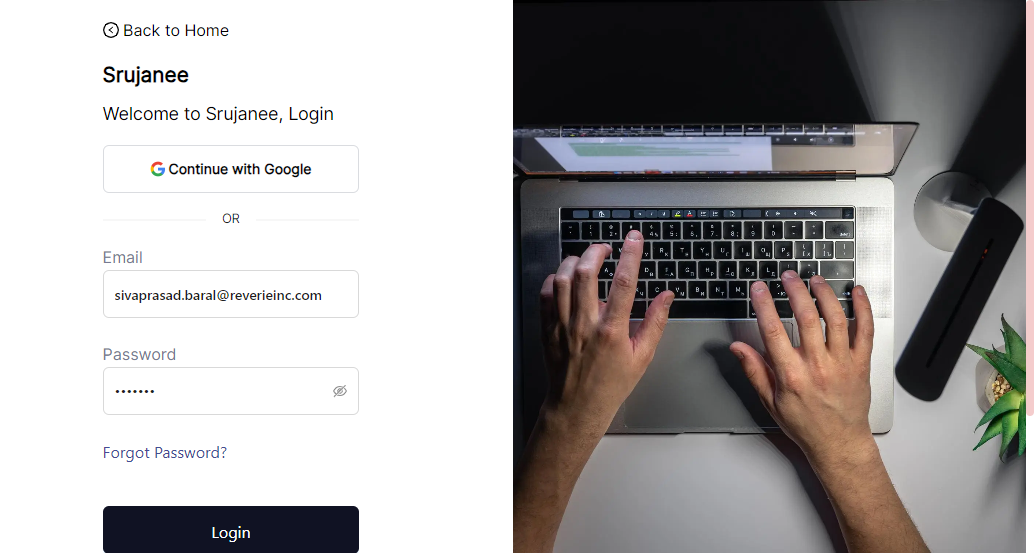 Back to Home
Srujanee
Welcome to Srujanee, Login
Continue with Google
OR
Email
sivaprasad.baral@reverieinc.com
Password
•••••••
Forgot Password?
Login